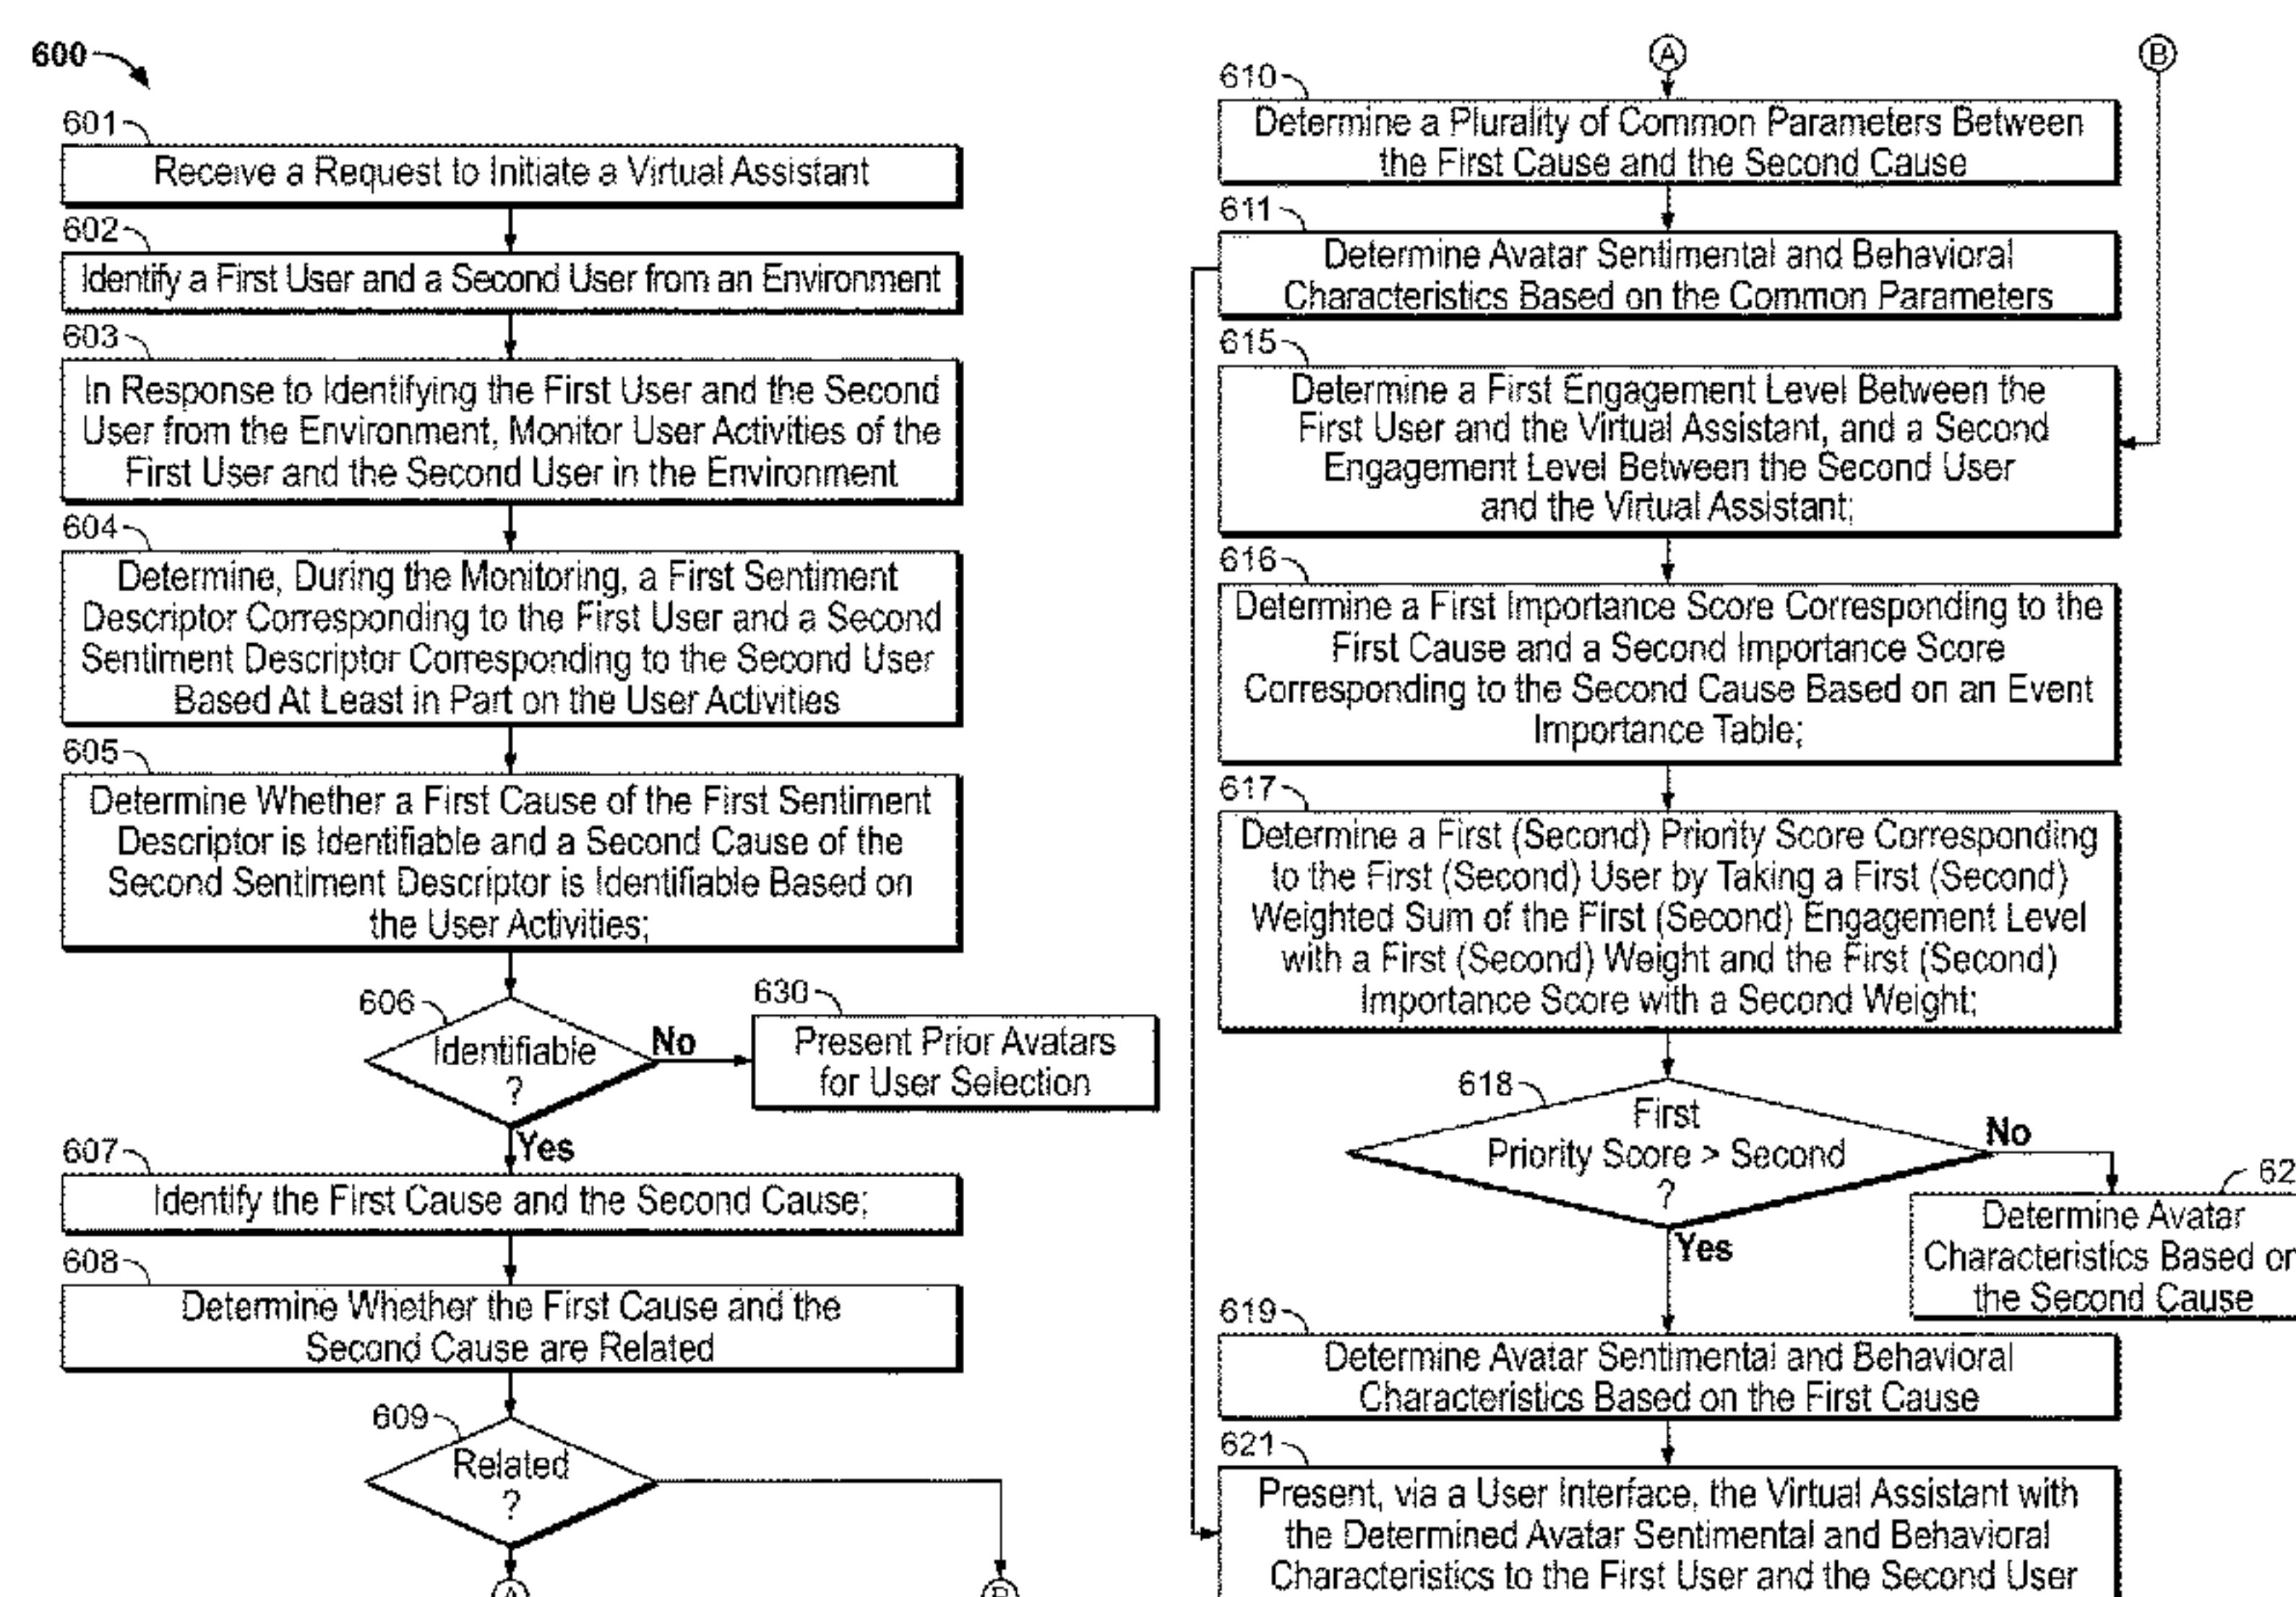 600
601
Receive a Request to Initiate a Virtual Assistant
602
Identify a First User and a Second User from an Environment
603
In Response to Identifying the First User and the Second
User from the Environment, Monitor User Activities of the
First User and the Second User in the Environment
604
Determine, During the Monitoring, a First Sentiment
Descriptor Corresponding to the First User and a Second
Sentiment Descriptor Corresponding to the Second User
Based At Least in Part on the User Activities
605
Determine Whether a First Cause of the First Sentiment
Descriptor is Identifiable and a Second Cause of the
Second Sentiment Descriptor is Identifiable Based on
the User Activities;
606
Identifiable
?
No
630
Present Prior Avatars
for User Selection
Yes
607
Identify the First Cause and the Second Cause;
608
Determine Whether the First Cause and the
Second Cause are Related
609
Related
?
A
B
A
B
610
Determine a Plurality of Common Parameters Between
the First Cause and the Second Cause
611
Determine Avatar Sentimental and Behavioral
Characteristics Based on the Common Parameters
615
Determine a First Engagement Level Between the
First User and the Virtual Assistant, and a Second
Engagement Level Between the Second User
and the Virtual Assistant;
616
Determine a First Importance Score Corresponding to the
First Cause and a Second Importance Score
Corresponding to the Second Cause Based on an Event
Importance Table;
617
Determine a First (Second) Priority Score Corresponding
to the First (Second) User by Taking a First (Second)
Weighted Sum of the First (Second) Engagement Level
with a First (Second) Weight and the First (Second)
Importance Score with a Second Weight;
618
First
Priority Score > Second
?
No
62
Determine Avatar
Characteristics Based on
the Second Cause
Yes
619
Determine Avatar Sentimental and Behavioral
Characteristics Based on the First Cause
621
Present, via a User Interface, the Virtual Assistant with
the Determined Avatar Sentimental and Behavioral
Characteristics to the First User and the Second User